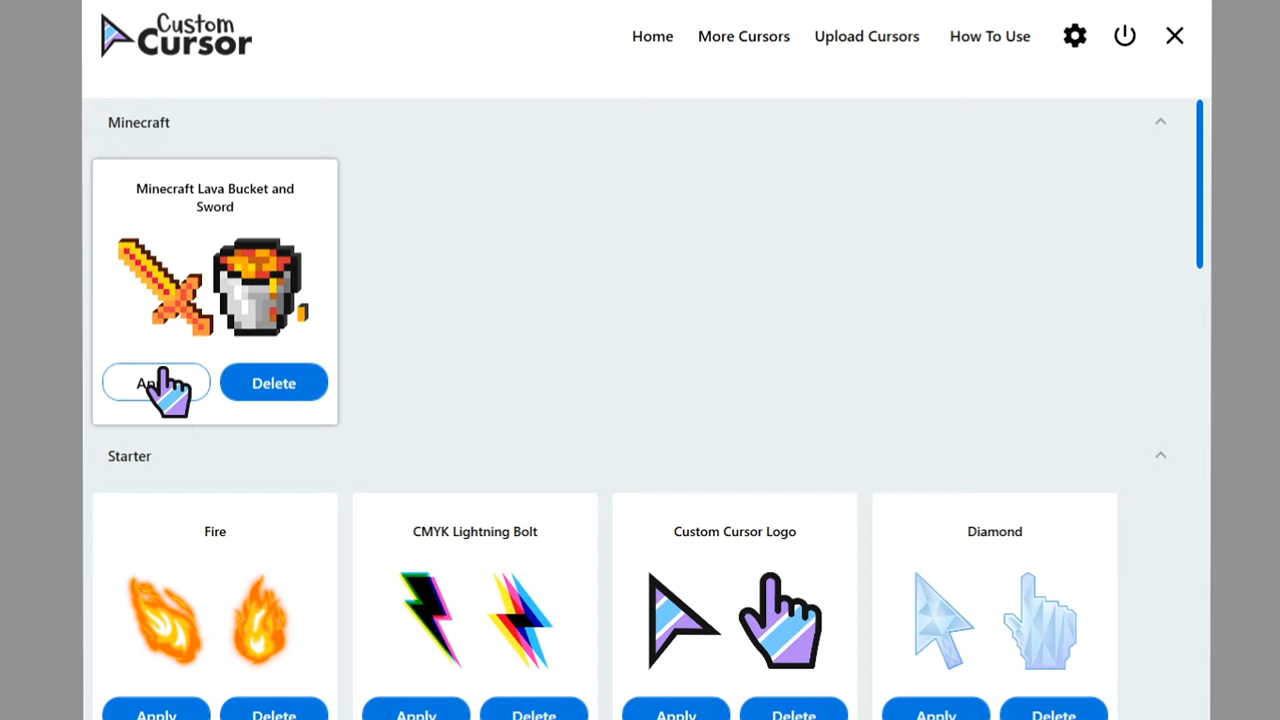 Custom
Cursor
Home More Cursors Upload Cursors How To Use
Minecraft
Minecraft Lava Bucket and
Sword
Delete
Starter
Fire CMYK Lightning Bolt Custom Cursor Logo Diamond
Apply Delete Apply Delete Apply Delete Apply Delete